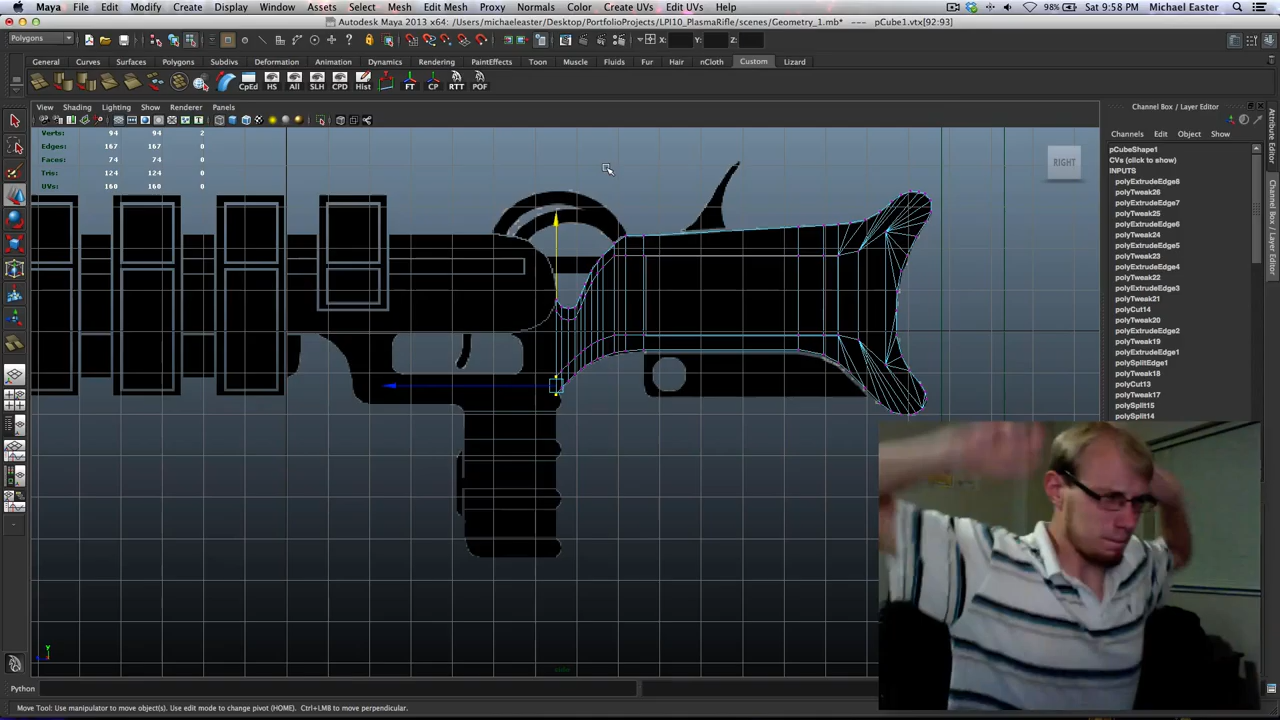 Maya File Edit Modify Create Display Window Assets Select Mesh Edit Mesh Proxy Normals Color Create UVs Edit UVs Help 98% Sat 9:58 PM Michael Easter
Autodesk Maya 2013 x64: /Users/michaeleaster/Desktop/PortfolioProjects/LPI10_PlasmaRifle/scenes/Geometry_1.mb* --- pCube1.vtx[92:93]
Polygons X: Y: Z:
General Curves Surfaces Polygons Subdivs Deformation Animation Dynamics Rendering PaintEffects Toon Muscle Fluids Fur Hair nCloth Custom Lizard
CpEd HS All SLH CPD Hist FT CP RTT POF
View Shading Lighting Show Renderer Panels
Channel Box / Layer Editor
Verts: 94 94 2
Edges: 167 167 0
Faces: 74 74 0
Tris: 124 124 0
UVs: 160 160 0
RIGHT
Channels Edit Object Show
pCubeShape1
CVs (click to show)
INPUTS
polyExtrudeEdge8
polyTweak26
polyExtrudeEdge7
polyTweak25
polyExtrudeEdge6
polyTweak24
polyExtrudeEdge5
polyTweak23
polyExtrudeEdge4
polyTweak22
polyExtrudeEdge3
polyTweak21
polyCut14
polyTweak20
polyExtrudeEdge2
polyTweak19
polyExtrudeEdge1
polySplitEdge1
polyTweak18
polyCut13
polyTweak17
polySplit15
polyTweak16
polySplit14
Attribute Editor
Channel Box / Layer Editor
Y
Python
Move Tool: Use manipulator to move object(s). Use edit mode to change pivot (HOME). Ctrl+LMB to move perpendicular.